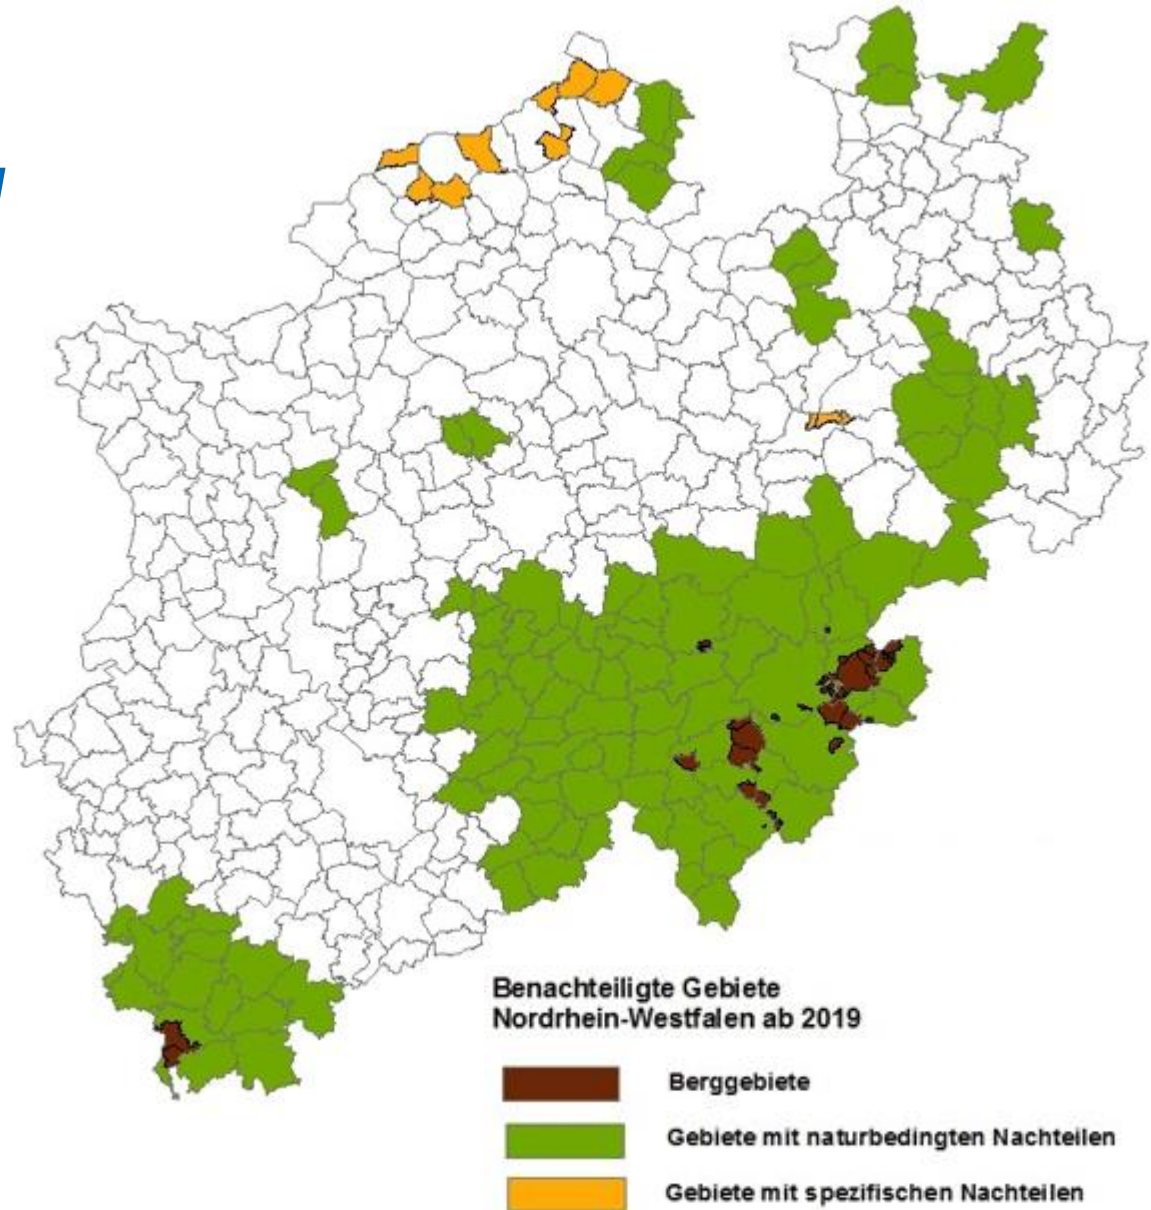 Benachteiligte Gebiete
Nordrhein-Westfalen ab 2019
Berggebiete
Gebiete mit naturbedingten Nachteilen
Gebiete mit spezifischen Nachteilen